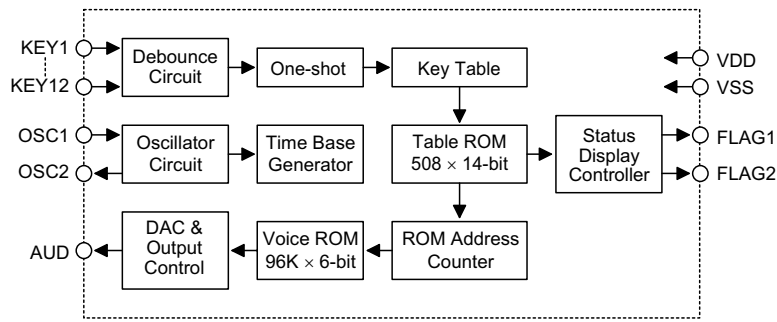 KEY1
KEY12
Debounce
Circuit
One-shot
Key Table
VDD
VSS
OSC1
OSC2
Oscillator
Circuit
Time Base
Generator
Table ROM
508 × 14-bit
Status
Display
Controller
FLAG1
FLAG2
AUD
DAC &
Output
Control
Voice ROM
96K × 6-bit
ROM Address
Counter